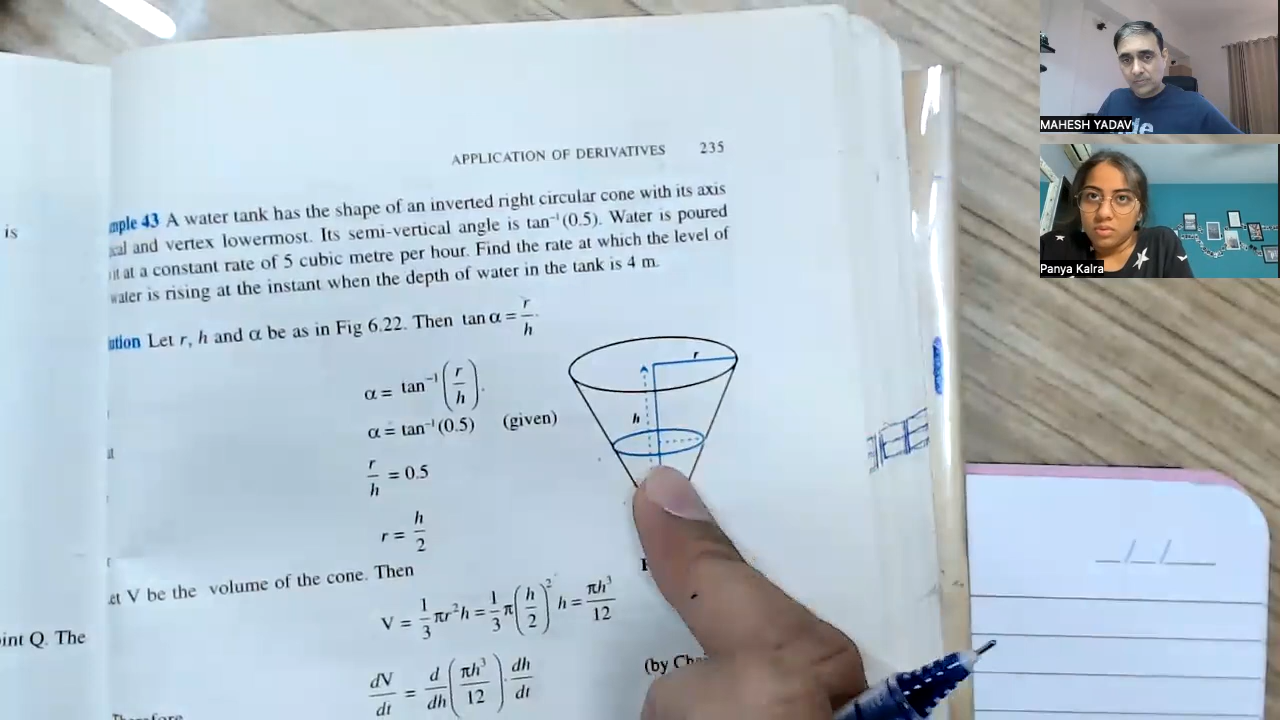 APPLICATION OF DERIVATIVES 235
mple 43 A water tank has the shape of an inverted right circular cone with its axis
cal and vertex lowermost. Its semi-vertical angle is tan⁻¹(0.5). Water is poured
it at a constant rate of 5 cubic metre per hour. Find the rate at which the level of
water is rising at the instant when the depth of water in the tank is 4 m.
is
ution Let r, h and α be as in Fig 6.22. Then tan α = r/h.
α = tan⁻¹(r/h).
α = tan⁻¹(0.5) (given)
r/h = 0.5
r = h/2
r
h
et V be the volume of the cone. Then
V = 1/3 πr²h = 1/3 π(h/2)² h = πh³/12
oint Q. The
dV/dt = d/dh (πh³/12) · dh/dt (by Cha
Therefore
MAHESH YADAV
Panya Kalra